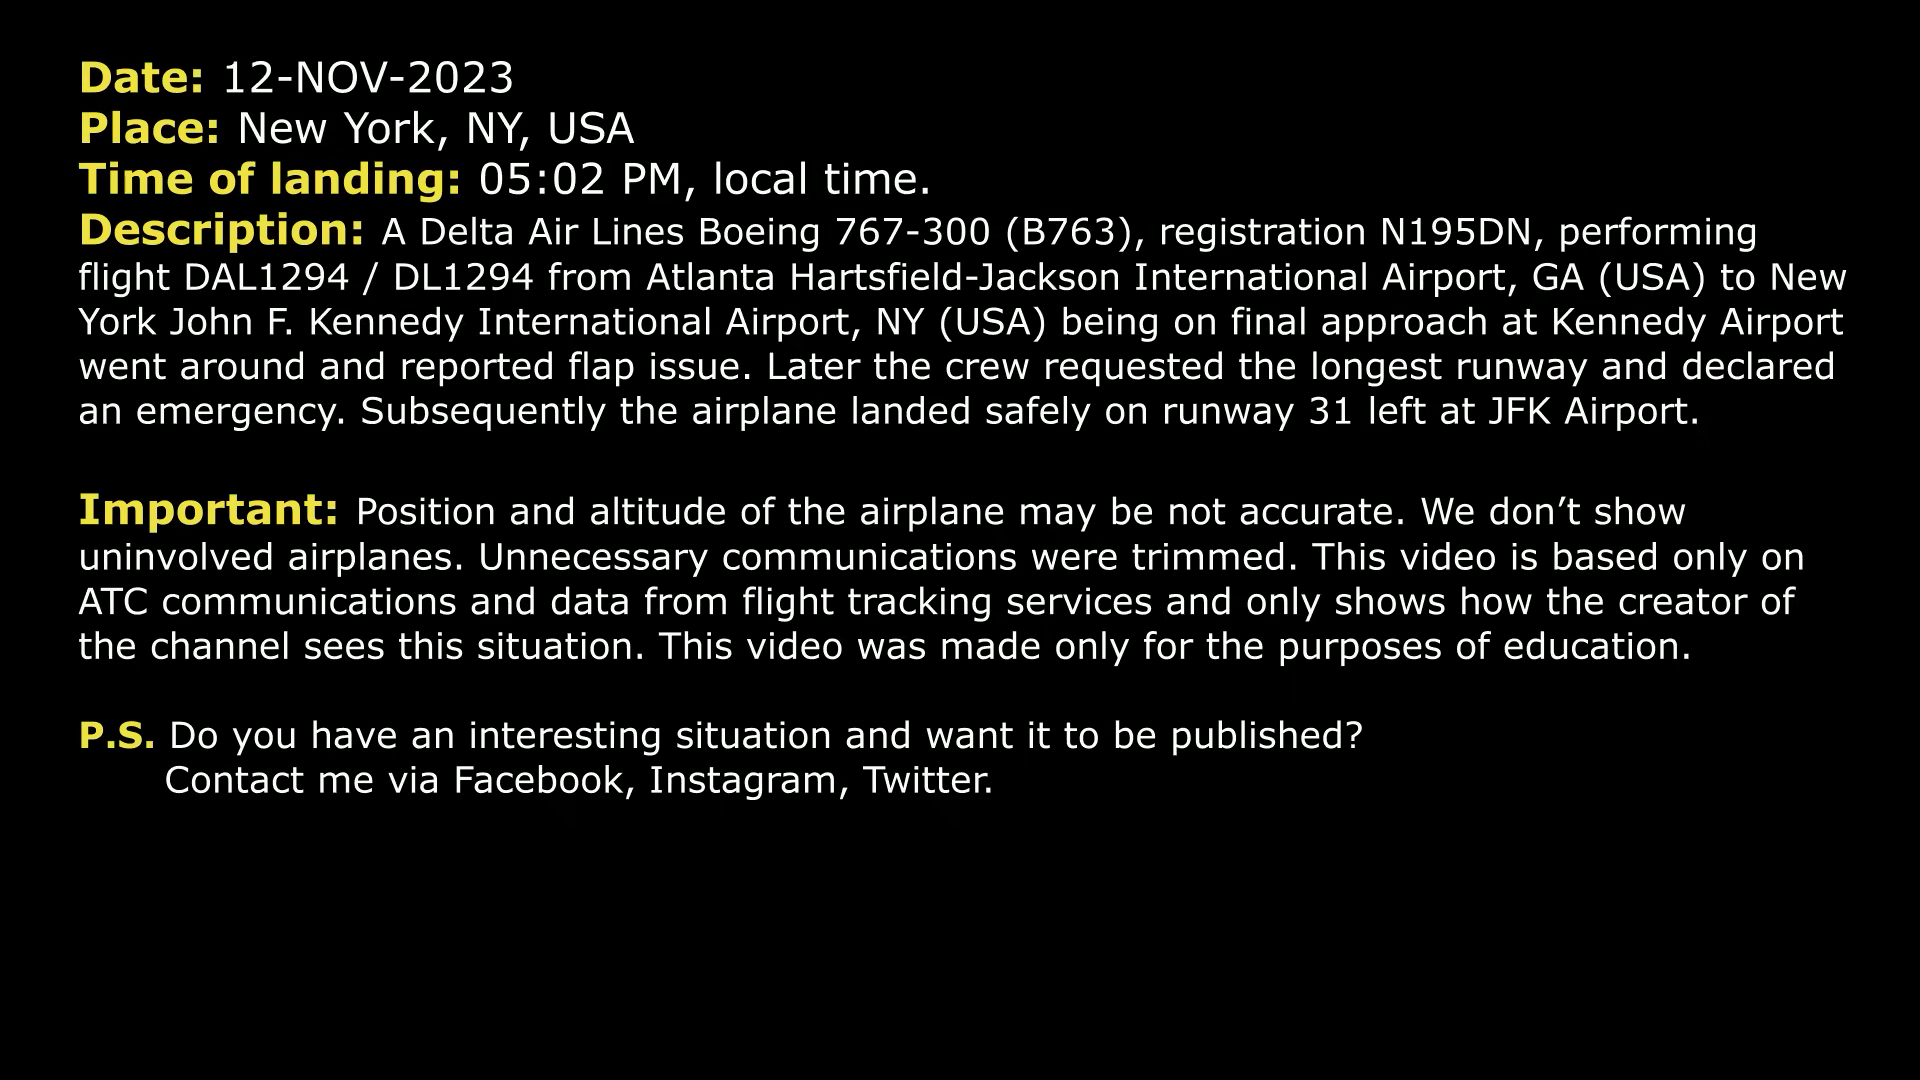 Date: 12-NOV-2023
Place: New York, NY, USA
Time of landing: 05:02 PM, local time.
Description: A Delta Air Lines Boeing 767-300 (B763), registration N195DN, performing
flight DAL1294 / DL1294 from Atlanta Hartsfield-Jackson International Airport, GA (USA) to New
York John F. Kennedy International Airport, NY (USA) being on final approach at Kennedy Airport
went around and reported flap issue. Later the crew requested the longest runway and declared
an emergency. Subsequently the airplane landed safely on runway 31 left at JFK Airport.
Important: Position and altitude of the airplane may be not accurate. We don’t show
uninvolved airplanes. Unnecessary communications were trimmed. This video is based only on
ATC communications and data from flight tracking services and only shows how the creator of
the channel sees this situation. This video was made only for the purposes of education.
P.S. Do you have an interesting situation and want it to be published?
Contact me via Facebook, Instagram, Twitter.